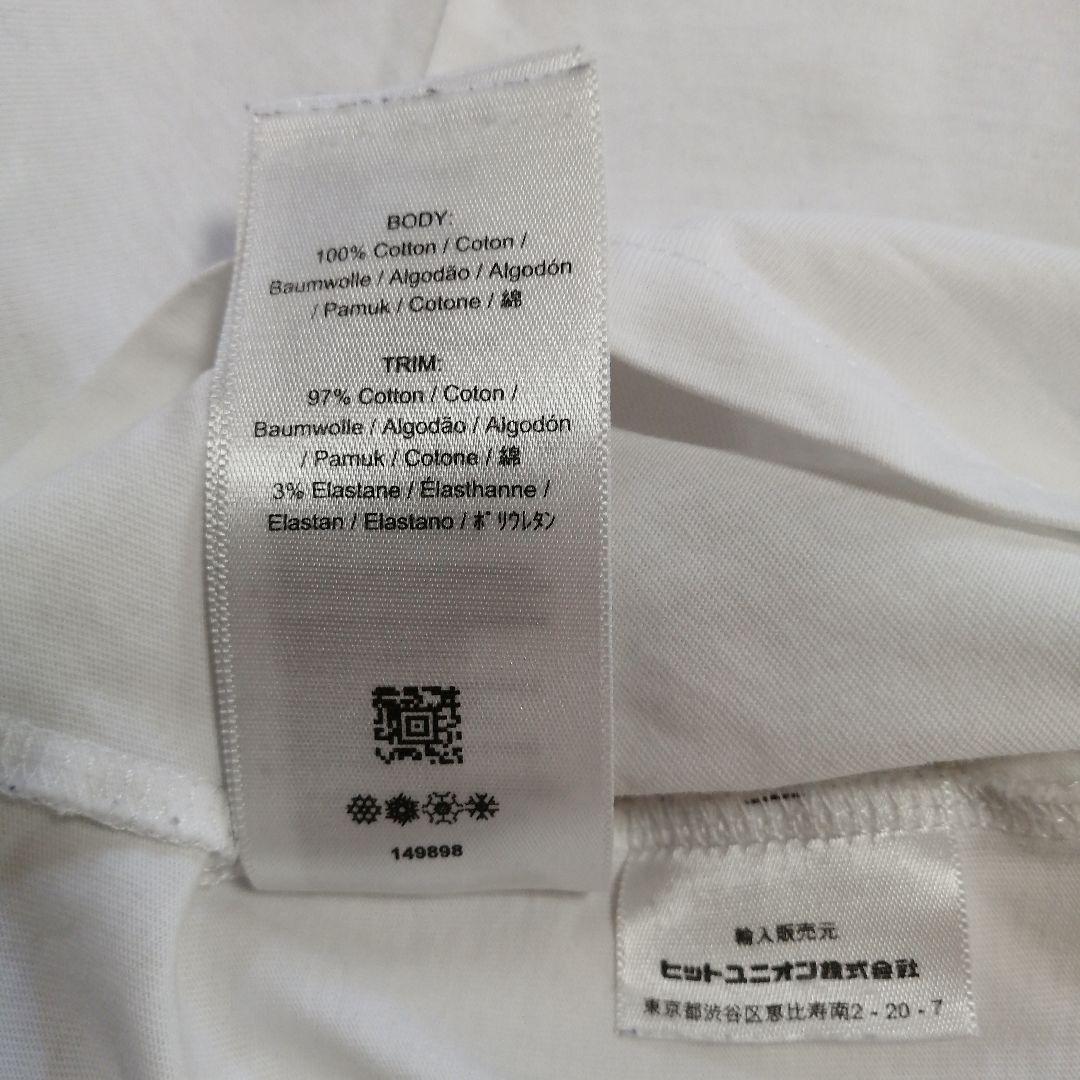 BODY:
100% Cotton / Coton /
Baumwolle / Algodão / Algodón
/ Pamuk / Cotone / 綿
TRIM:
97% Cotton / Coton /
Baumwolle / Algodão / Algodón
/ Pamuk / Cotone / 綿
3% Elastane / Élasthanne /
Elastan / Elastano / ﾎﾟﾘｳﾚﾀﾝ
149898
輸入販売元
ヒットユニオン株式会社
東京都渋谷区恵比寿南2 - 20 - 7